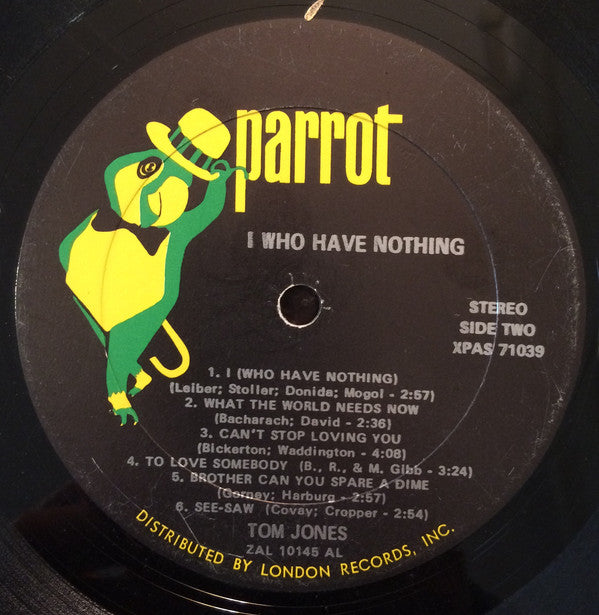 parrot
I WHO HAVE NOTHING
STEREO
SIDE TWO
XPAS 71039
1. I (WHO HAVE NOTHING)
(Leiber; Stoller; Donida; Mogol - 2:57)
2. WHAT THE WORLD NEEDS NOW
(Bacharach; David - 2:36)
3. CAN'T STOP LOVING YOU
(Bickerton; Waddington - 4:08)
4. TO LOVE SOMEBODY (B., R., & M. Gibb - 3:24)
5. BROTHER CAN YOU SPARE A DIME
(Gorney; Harburg - 2:57)
6. SEE-SAW (Covay; Cropper - 2:54)
TOM JONES
ZAL 10145 AL
DISTRIBUTED BY LONDON RECORDS, INC.